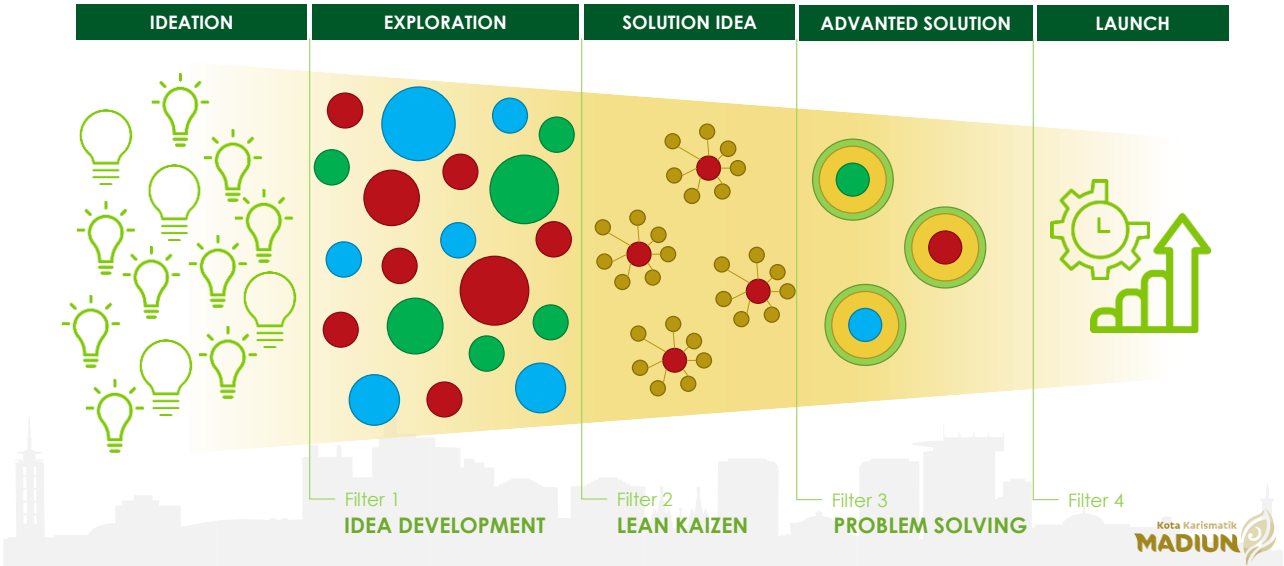 IDEATION
EXPLORATION
SOLUTION IDEA
ADVANTED SOLUTION
LAUNCH
Filter 1
IDEA DEVELOPMENT
Filter 2
LEAN KAIZEN
Filter 3
PROBLEM SOLVING
Filter 4
Kota Karismatik
MADIUN